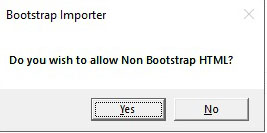 Bootstrap Importer
Do you wish to allow Non Bootstrap HTML?
Yes No